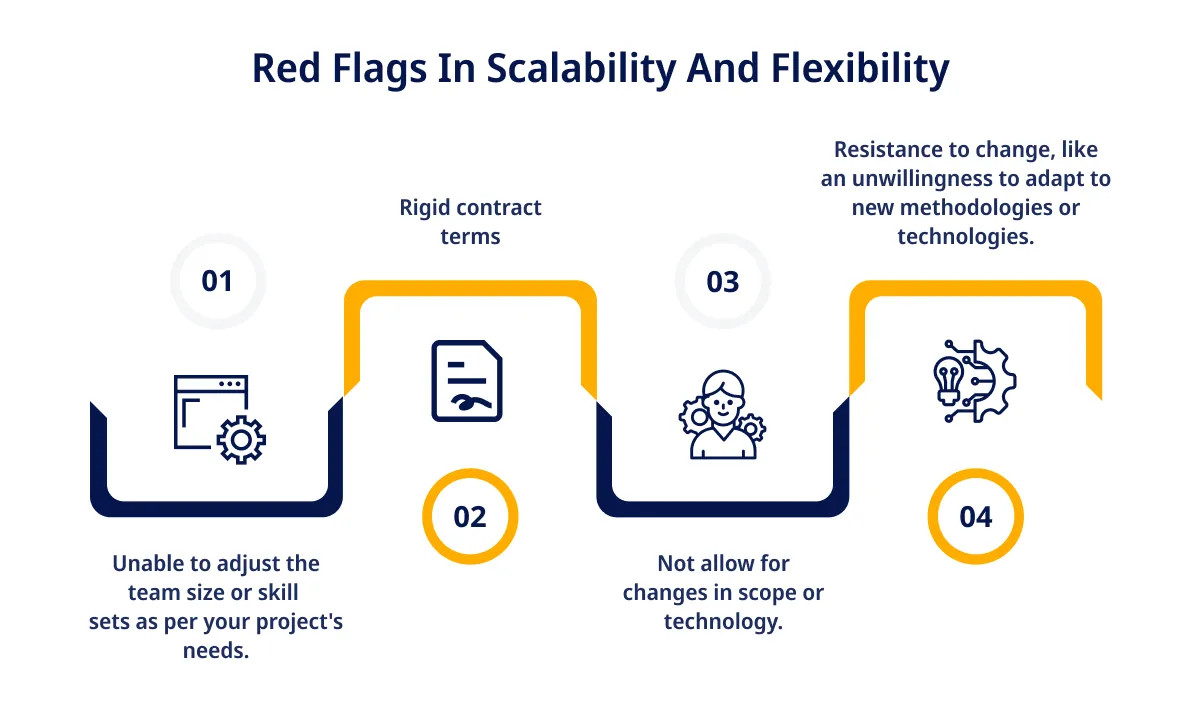 Red Flags In Scalability And Flexibility
01
Unable to adjust the
team size or skill
sets as per your project's
needs.
Rigid contract
terms
02
03
Not allow for
changes in scope or
technology.
Resistance to change, like
an unwillingness to adapt to
new methodologies or
technologies.
04